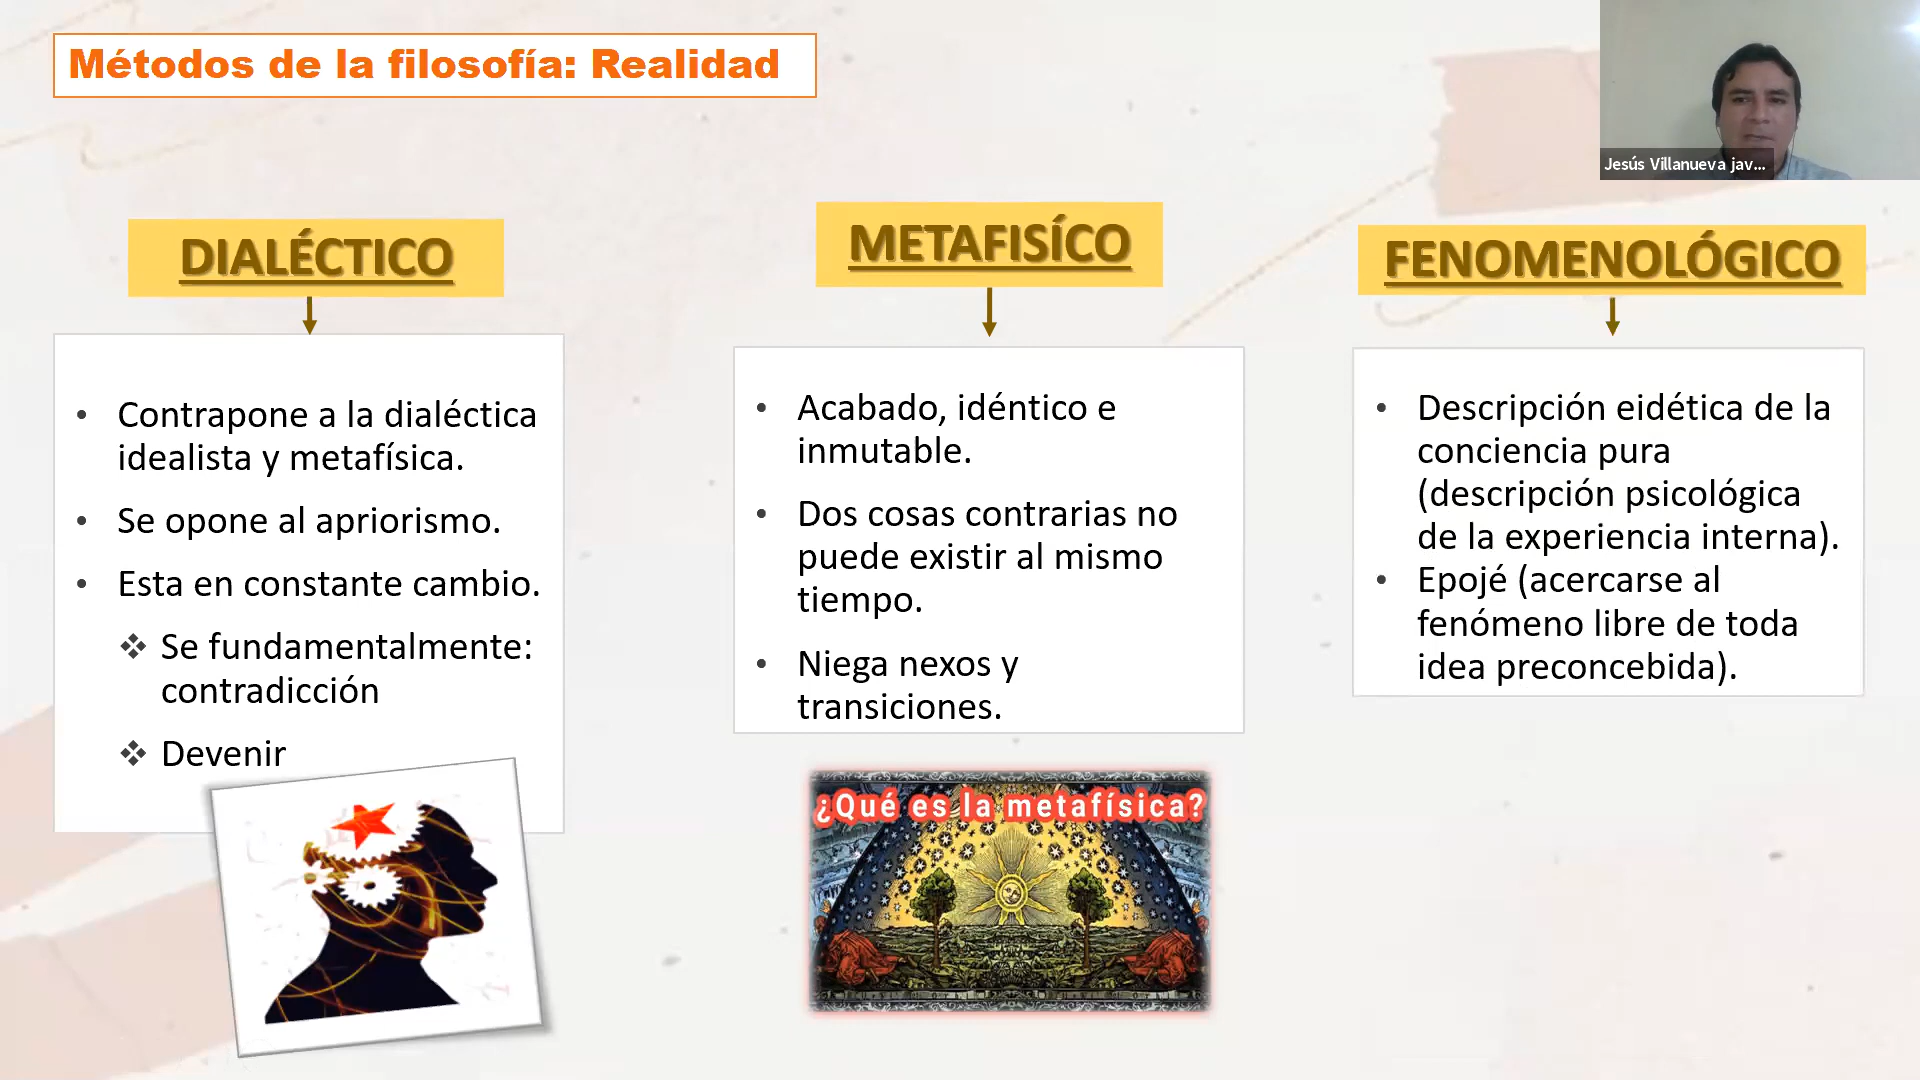 Métodos de la filosofía: Realidad
Jesús Villanueva jav...
DIALÉCTICO
METAFISÍCO
FENOMENOLÓGICO
• Contrapone a la dialéctica
idealista y metafísica.
• Se opone al apriorismo.
• Esta en constante cambio.
❖ Se fundamentalmente:
contradicción
❖ Devenir
• Acabado, idéntico e
inmutable.
• Dos cosas contrarias no
puede existir al mismo
tiempo.
• Niega nexos y
transiciones.
• Descripción eidética de la
conciencia pura
(descripción psicológica
de la experiencia interna).
• Epojé (acercarse al
fenómeno libre de toda
idea preconcebida).
¿Qué es la metafísica?